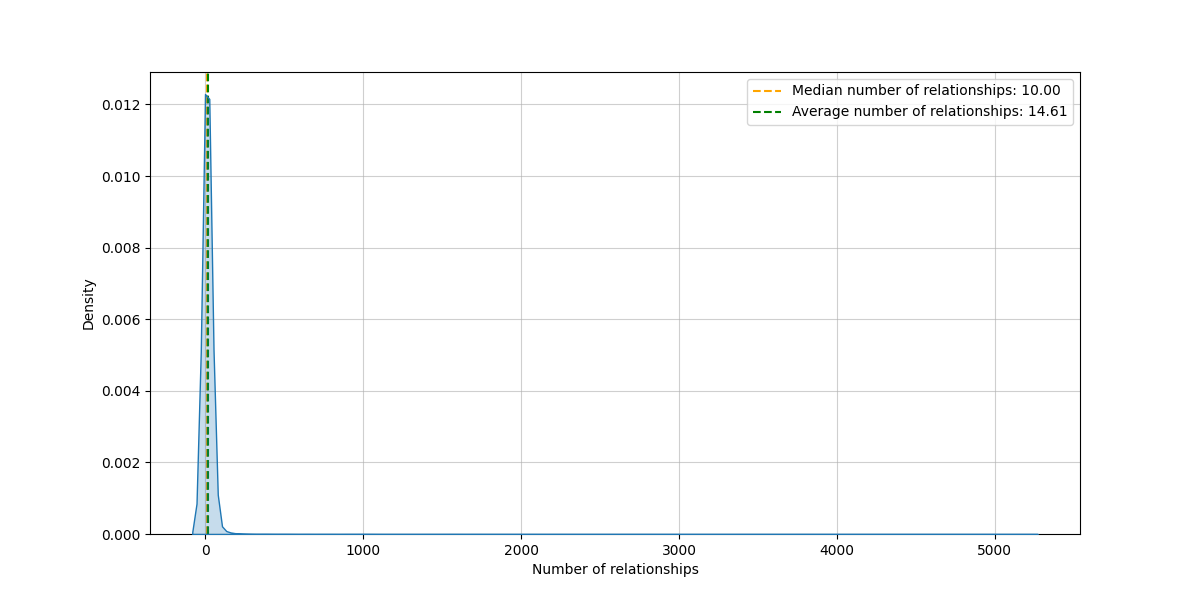 Median number of relationships: 10.00
Average number of relationships: 14.61
0.012
0.010
0.008
0.006
0.004
0.002
0.000
Density
0 1000 2000 3000 4000 5000
Number of relationships